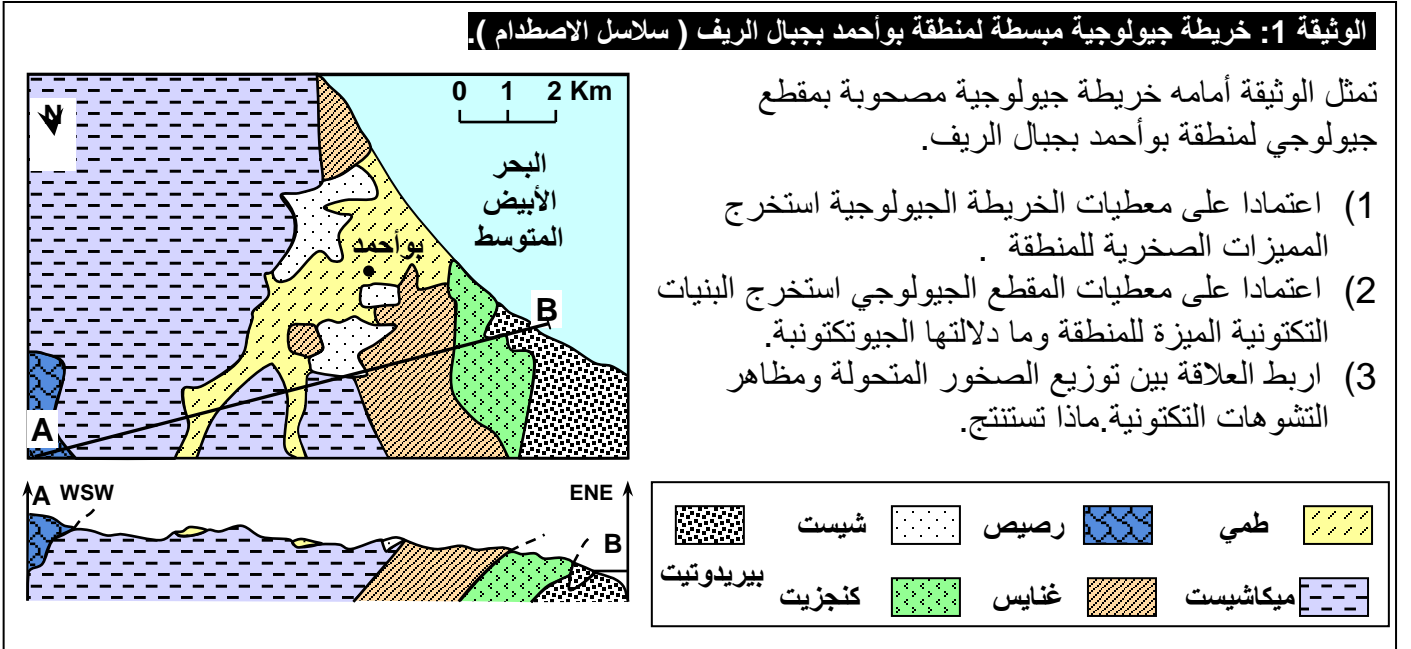 الوثيقة 1: خريطة جيولوجية مبسطة لمنطقة بوأحمد بجبال الريف ( سلاسل الاصطدام ).
تمثل الوثيقة أمامه خريطة جيولوجية مصحوبة بمقطع
جيولوجي لمنطقة بوأحمد بجبال الريف.
1) اعتمادا على معطيات الخريطة الجيولوجية استخرج
المميزات الصخرية للمنطقة .
2) اعتمادا على معطيات المقطع الجيولوجي استخرج البنيات
التكتونية الميزة للمنطقة وما دلالتها الجيوتكتونبة.
3) اربط العلاقة بين توزيع الصخور المتحولة ومظاهر
التشوهات التكتونية.ماذا تستنتج.
0 1 2 Km
N
البحر
الأبيض
المتوسط
بوأحمد
B
A
A WSW
ENE
B
طمي
رصيص
شيست
بيريدوتيت
ميكاشيست
غنايس
كنجزيت